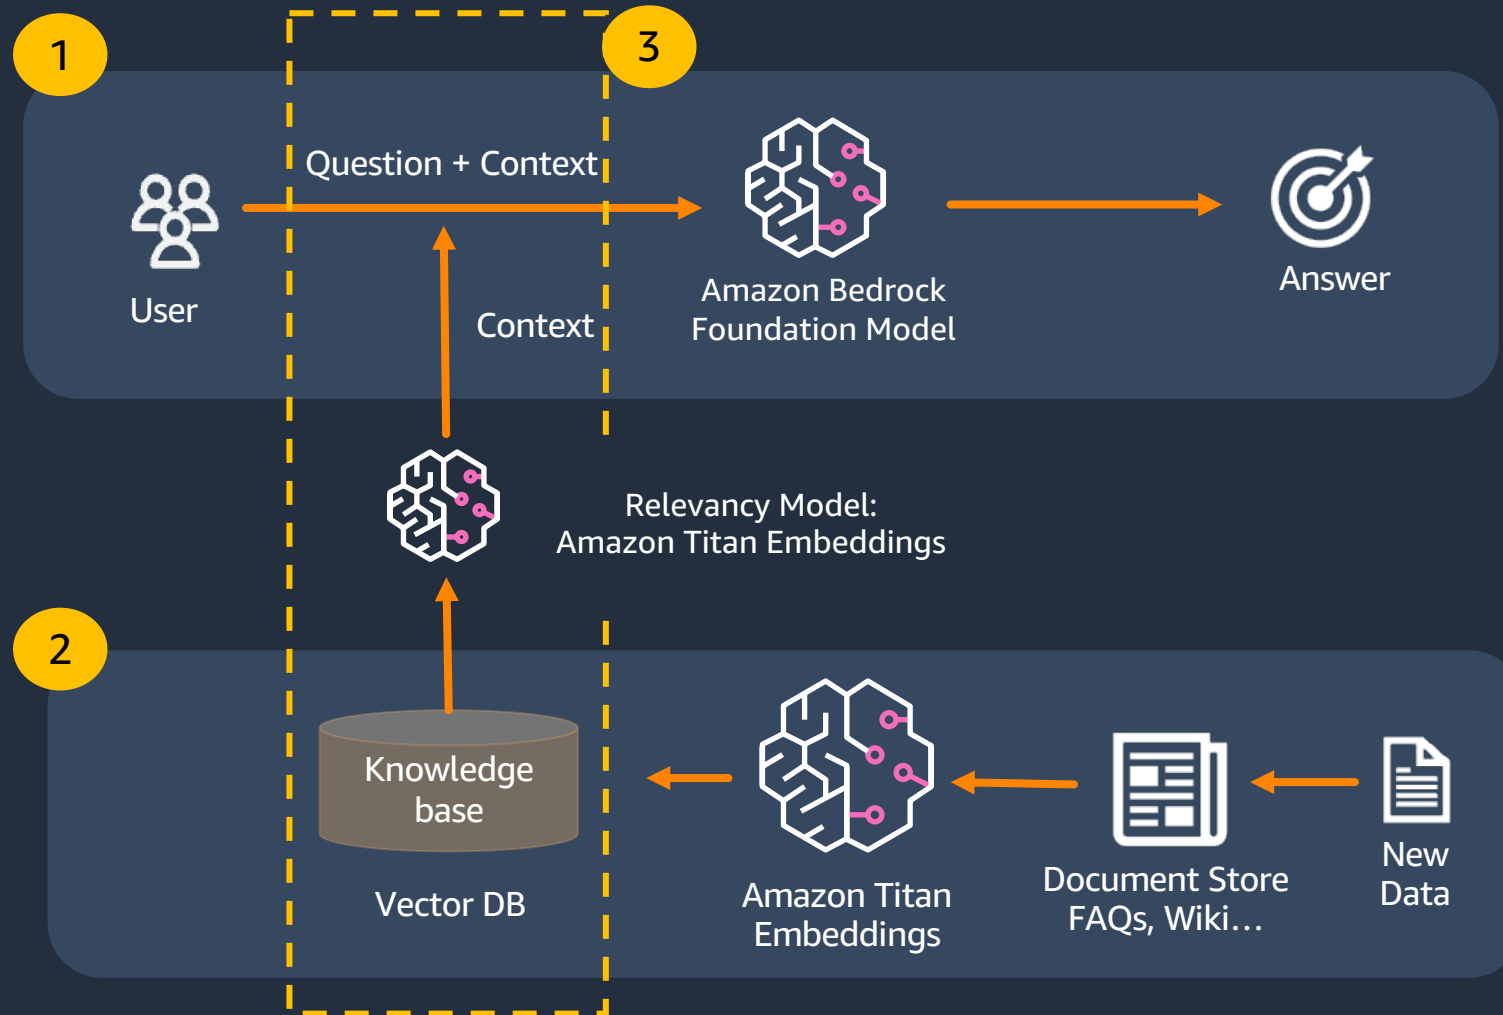 1
3
Question + Context
User
Context
Amazon Bedrock
Foundation Model
Answer
Relevancy Model:
Amazon Titan Embeddings
2
Knowledge
base
Vector DB
Amazon Titan
Embeddings
Document Store
FAQs, Wiki...
New
Data